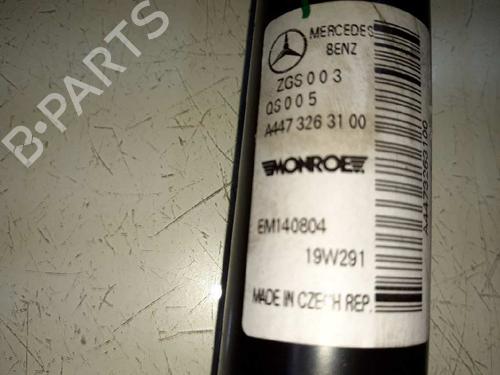 MERCEDES
BENZ
ZGS 003
QS 005
A447 326 31 00
MONROE
EM140804
19W291
MADE IN CZECH REP.
A4473263100
B-PARTS